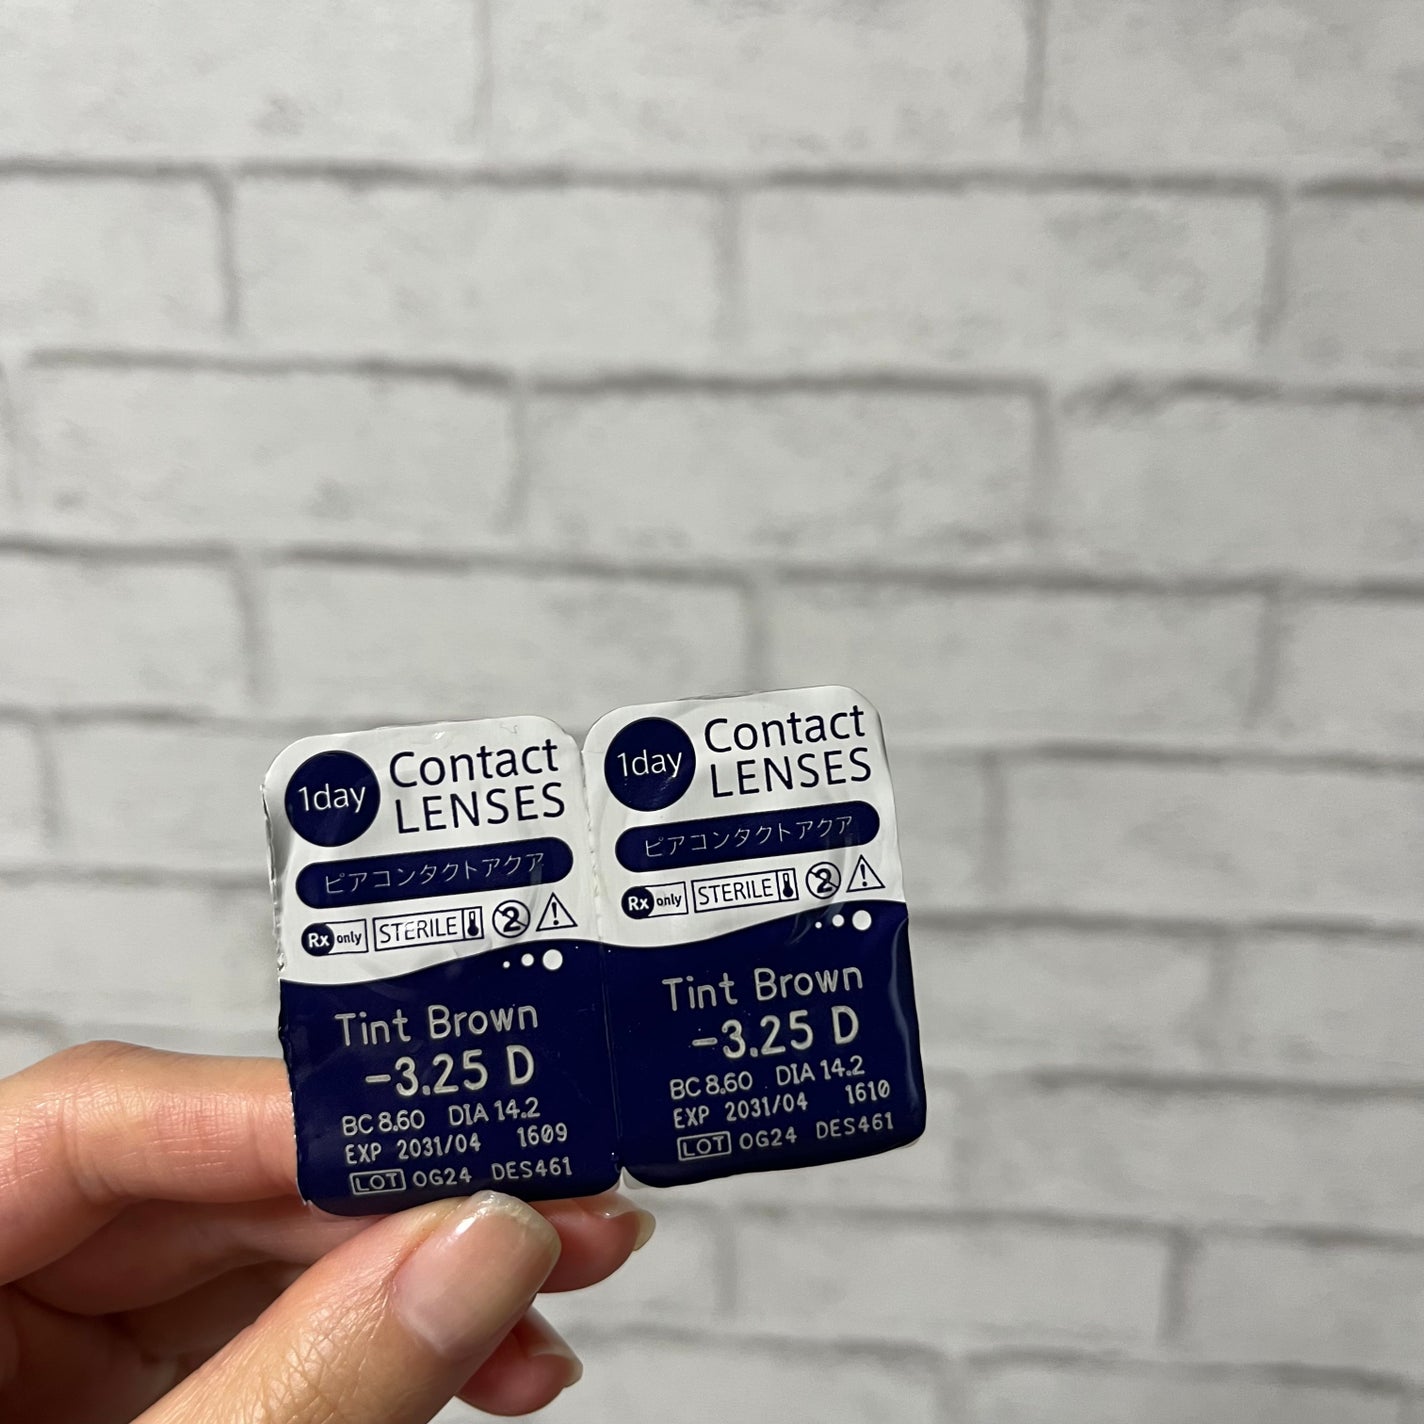 1day
Contact
LENSES
ピアコンタクトアクア
Rx only STERILE 2
Tint Brown
-3.25 D
BC 8.60 DIA 14.2
EXP 2031/04 1609
LOT OG24 DES461
1day
Contact
LENSES
ピアコンタクトアクア
Rx only STERILE 2
Tint Brown
-3.25 D
BC 8.60 DIA 14.2
EXP 2031/04 1610
LOT OG24 DES461